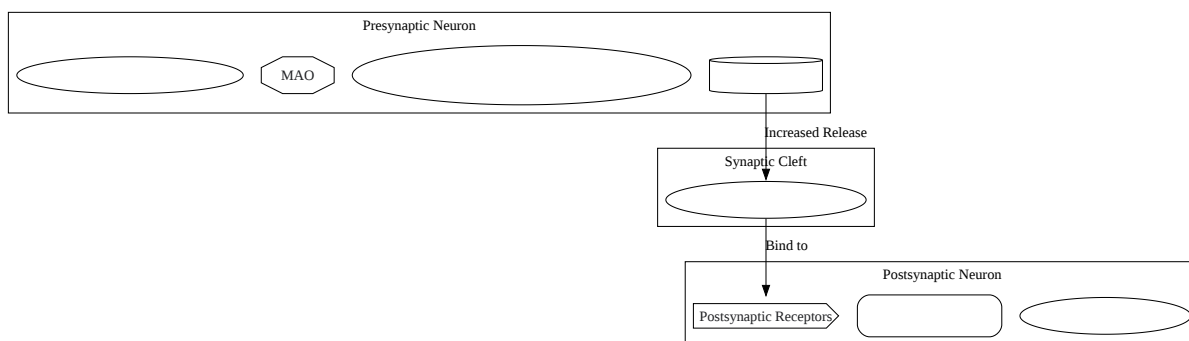 Presynaptic Neuron
MAO
Increased Release
Synaptic Cleft
Bind to
Postsynaptic Neuron
Postsynaptic Receptors